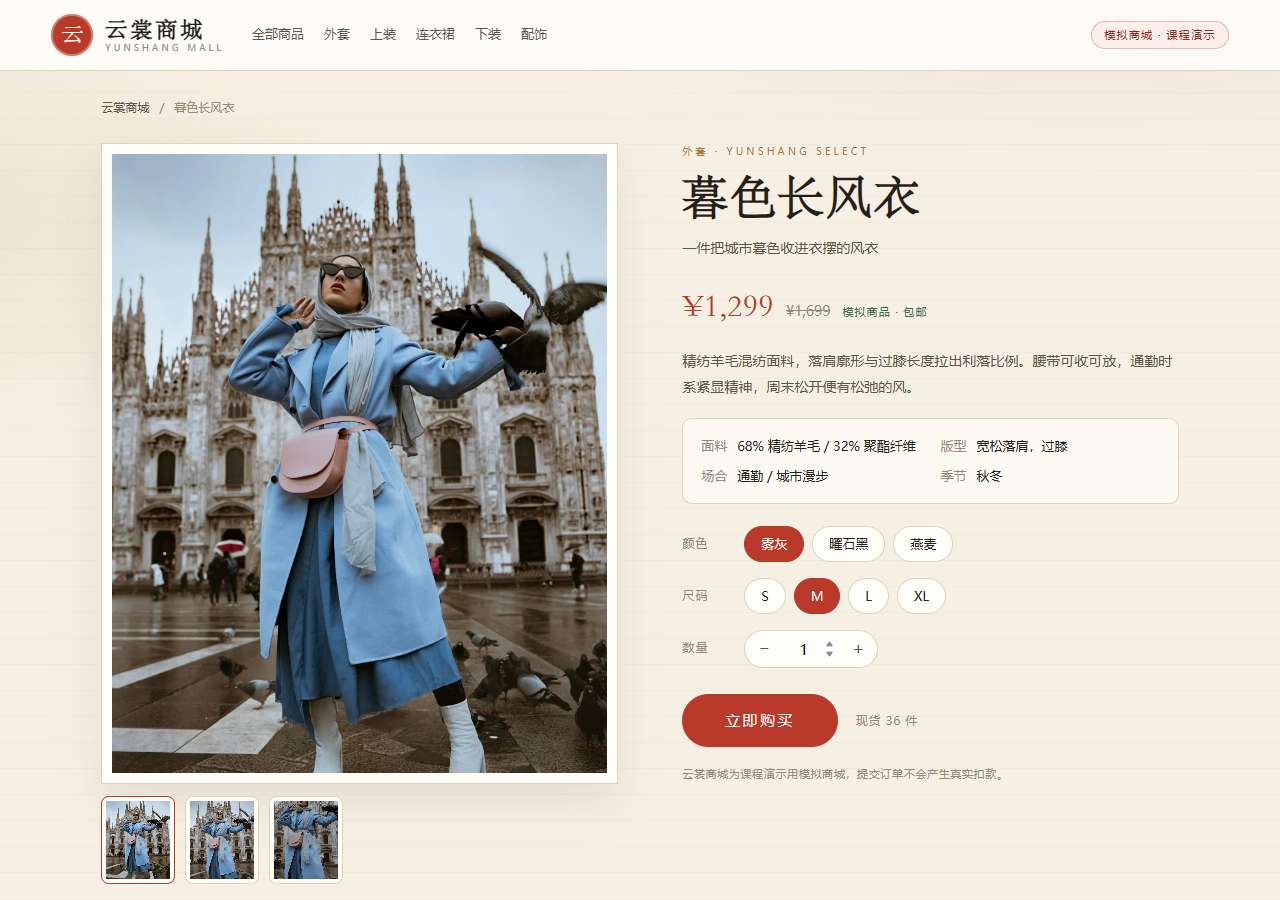 云
云裳商城
YUNSHANG MALL
全部商品 外套 上装 连衣裙 下装 配饰
模拟商城 · 课程演示
云裳商城 / 暮色长风衣
外套 · YUNSHANG SELECT
暮色长风衣
一件把城市暮色收进衣摆的风衣
¥1,299 ¥1,699 模拟商品 · 包邮
精纺羊毛混纺面料，落肩廓形与过膝长度拉出利落比例。腰带可收可放，通勤时
系紧显精神，周末松开便有松弛的风。
面料 68% 精纺羊毛 / 32% 聚酯纤维 版型 宽松落肩，过膝
场合 通勤 / 城市漫步 季节 秋冬
颜色 雾灰 曜石黑 燕麦
尺码 S M L XL
数量 − 1 +
立即购买 现货 36 件
云裳商城为课程演示用模拟商城，提交订单不会产生真实扣款。